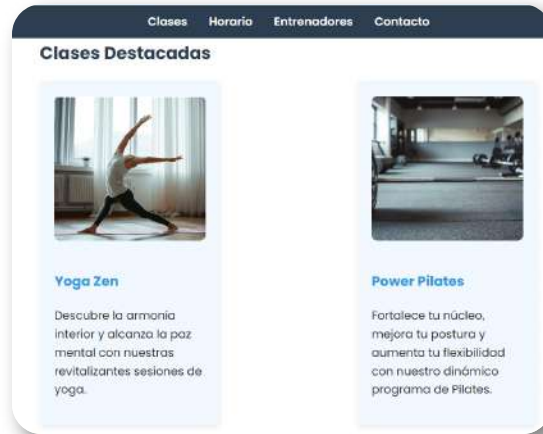 Clases Horario Entrenadores Contacto
Clases Destacadas
Yoga Zen
Descubre la armonía
interior y alcanza la paz
mental con nuestras
revitalizantes sesiones de
yoga.
Power Pilates
Fortalece tu núcleo,
mejora tu postura y
aumenta tu flexibilidad
con nuestro dinámico
programa de Pilates.